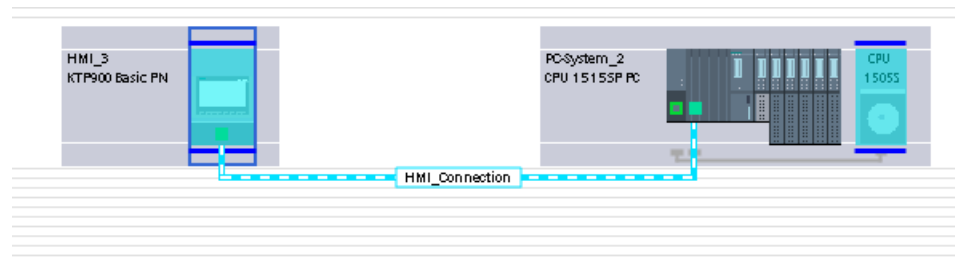 HMI_3
KTP900 Basic PN
PC-System_2
CPU 1515SP PC
CPU
1505S
HMI_Connection